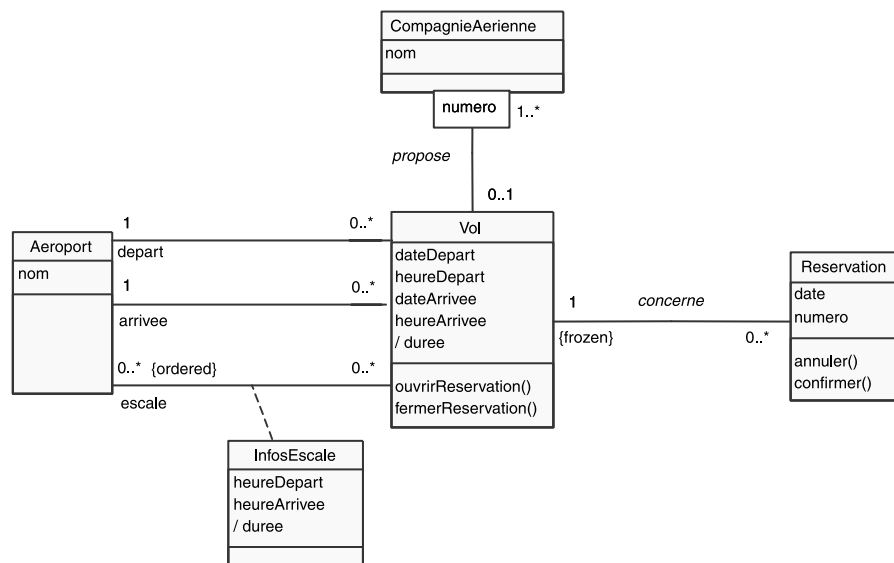 CompagnieAerienne
nom
numero
1..*
propose
0..1
Aeroport
nom
1
depart
0..*
1
arrivee
0..*
0..*
{ordered}
escale
0..*
Vol
dateDepart
heureDepart
dateArrivee
heureArrivee
/ duree
ouvrirReservation()
fermerReservation()
1
{frozen}
concerne
0..*
Reservation
date
numero
annuler()
confirmer()
InfosEscale
heureDepart
heureArrivee
/ duree